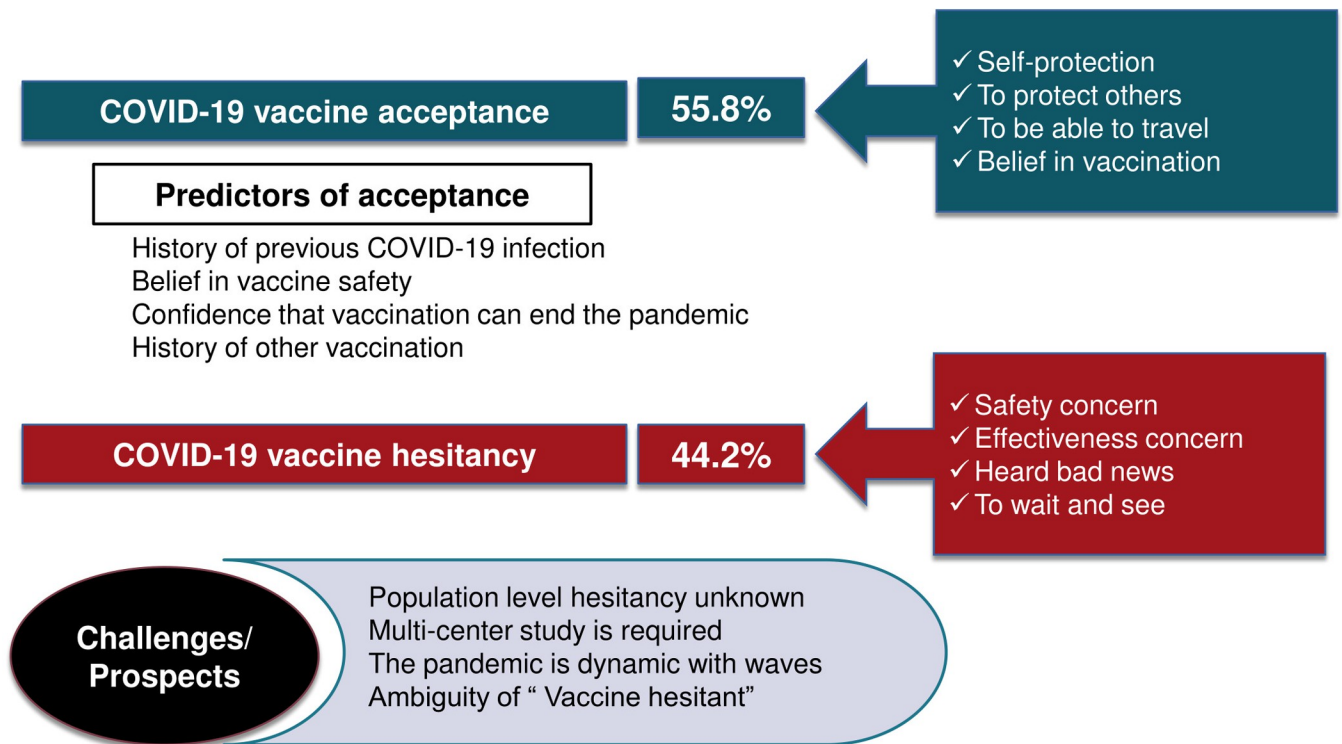 COVID-19 vaccine acceptance
55.8%
✓ Self-protection
✓ To protect others
✓ To be able to travel
✓ Belief in vaccination
Predictors of acceptance
History of previous COVID-19 infection
Belief in vaccine safety
Confidence that vaccination can end the pandemic
History of other vaccination
COVID-19 vaccine hesitancy
44.2%
✓ Safety concern
✓ Effectiveness concern
✓ Heard bad news
✓ To wait and see
Challenges/
Prospects
Population level hesitancy unknown
Multi-center study is required
The pandemic is dynamic with waves
Ambiguity of “ Vaccine hesitant”